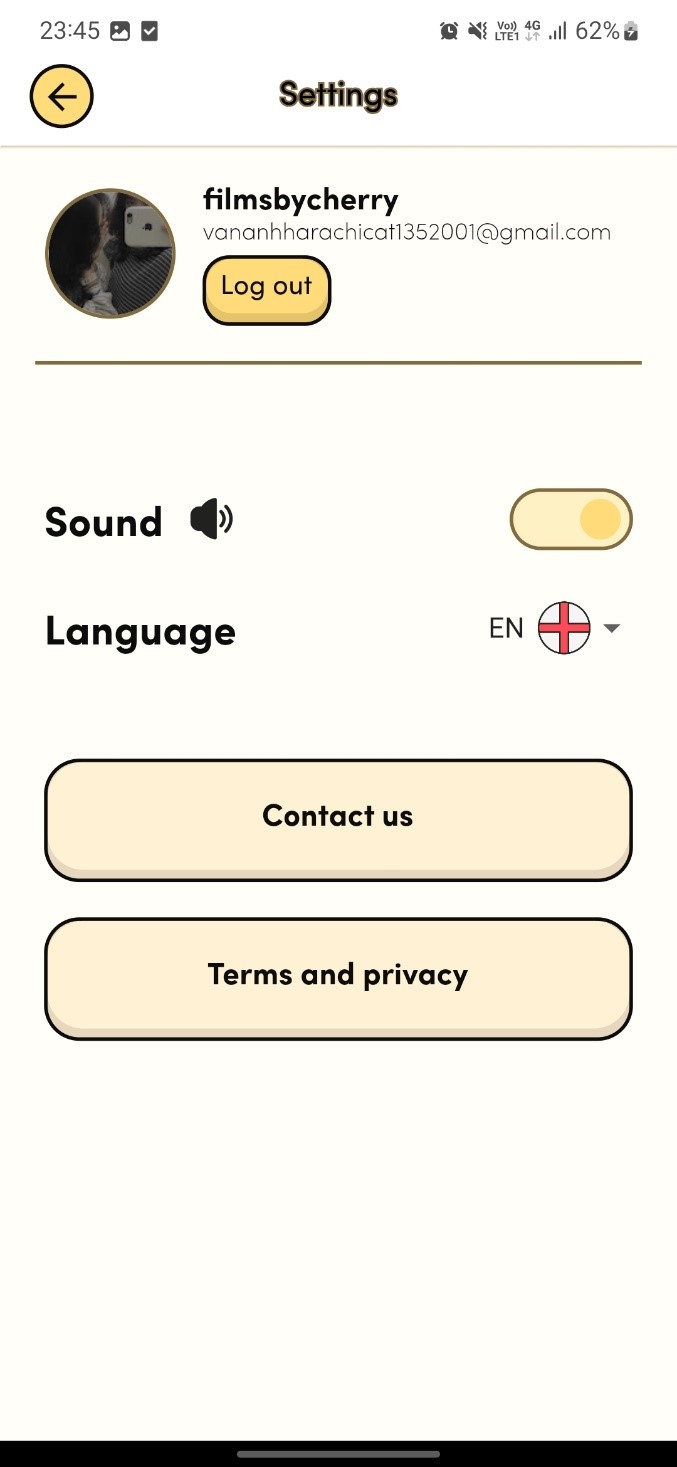 23:45 Vo)) LTE1 4G 62%
Settings
filmsbycherry
vananhharachicat1352001@gmail.com
Log out
Sound
Language EN
Contact us
Terms and privacy